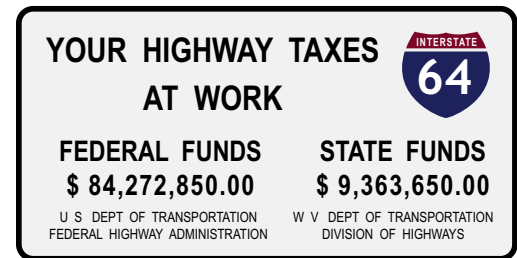 YOUR HIGHWAY TAXES
AT WORK
INTERSTATE
64
FEDERAL FUNDS
$ 84,272,850.00
U S DEPT OF TRANSPORTATION
FEDERAL HIGHWAY ADMINISTRATION
STATE FUNDS
$ 9,363,650.00
W V DEPT OF TRANSPORTATION
DIVISION OF HIGHWAYS